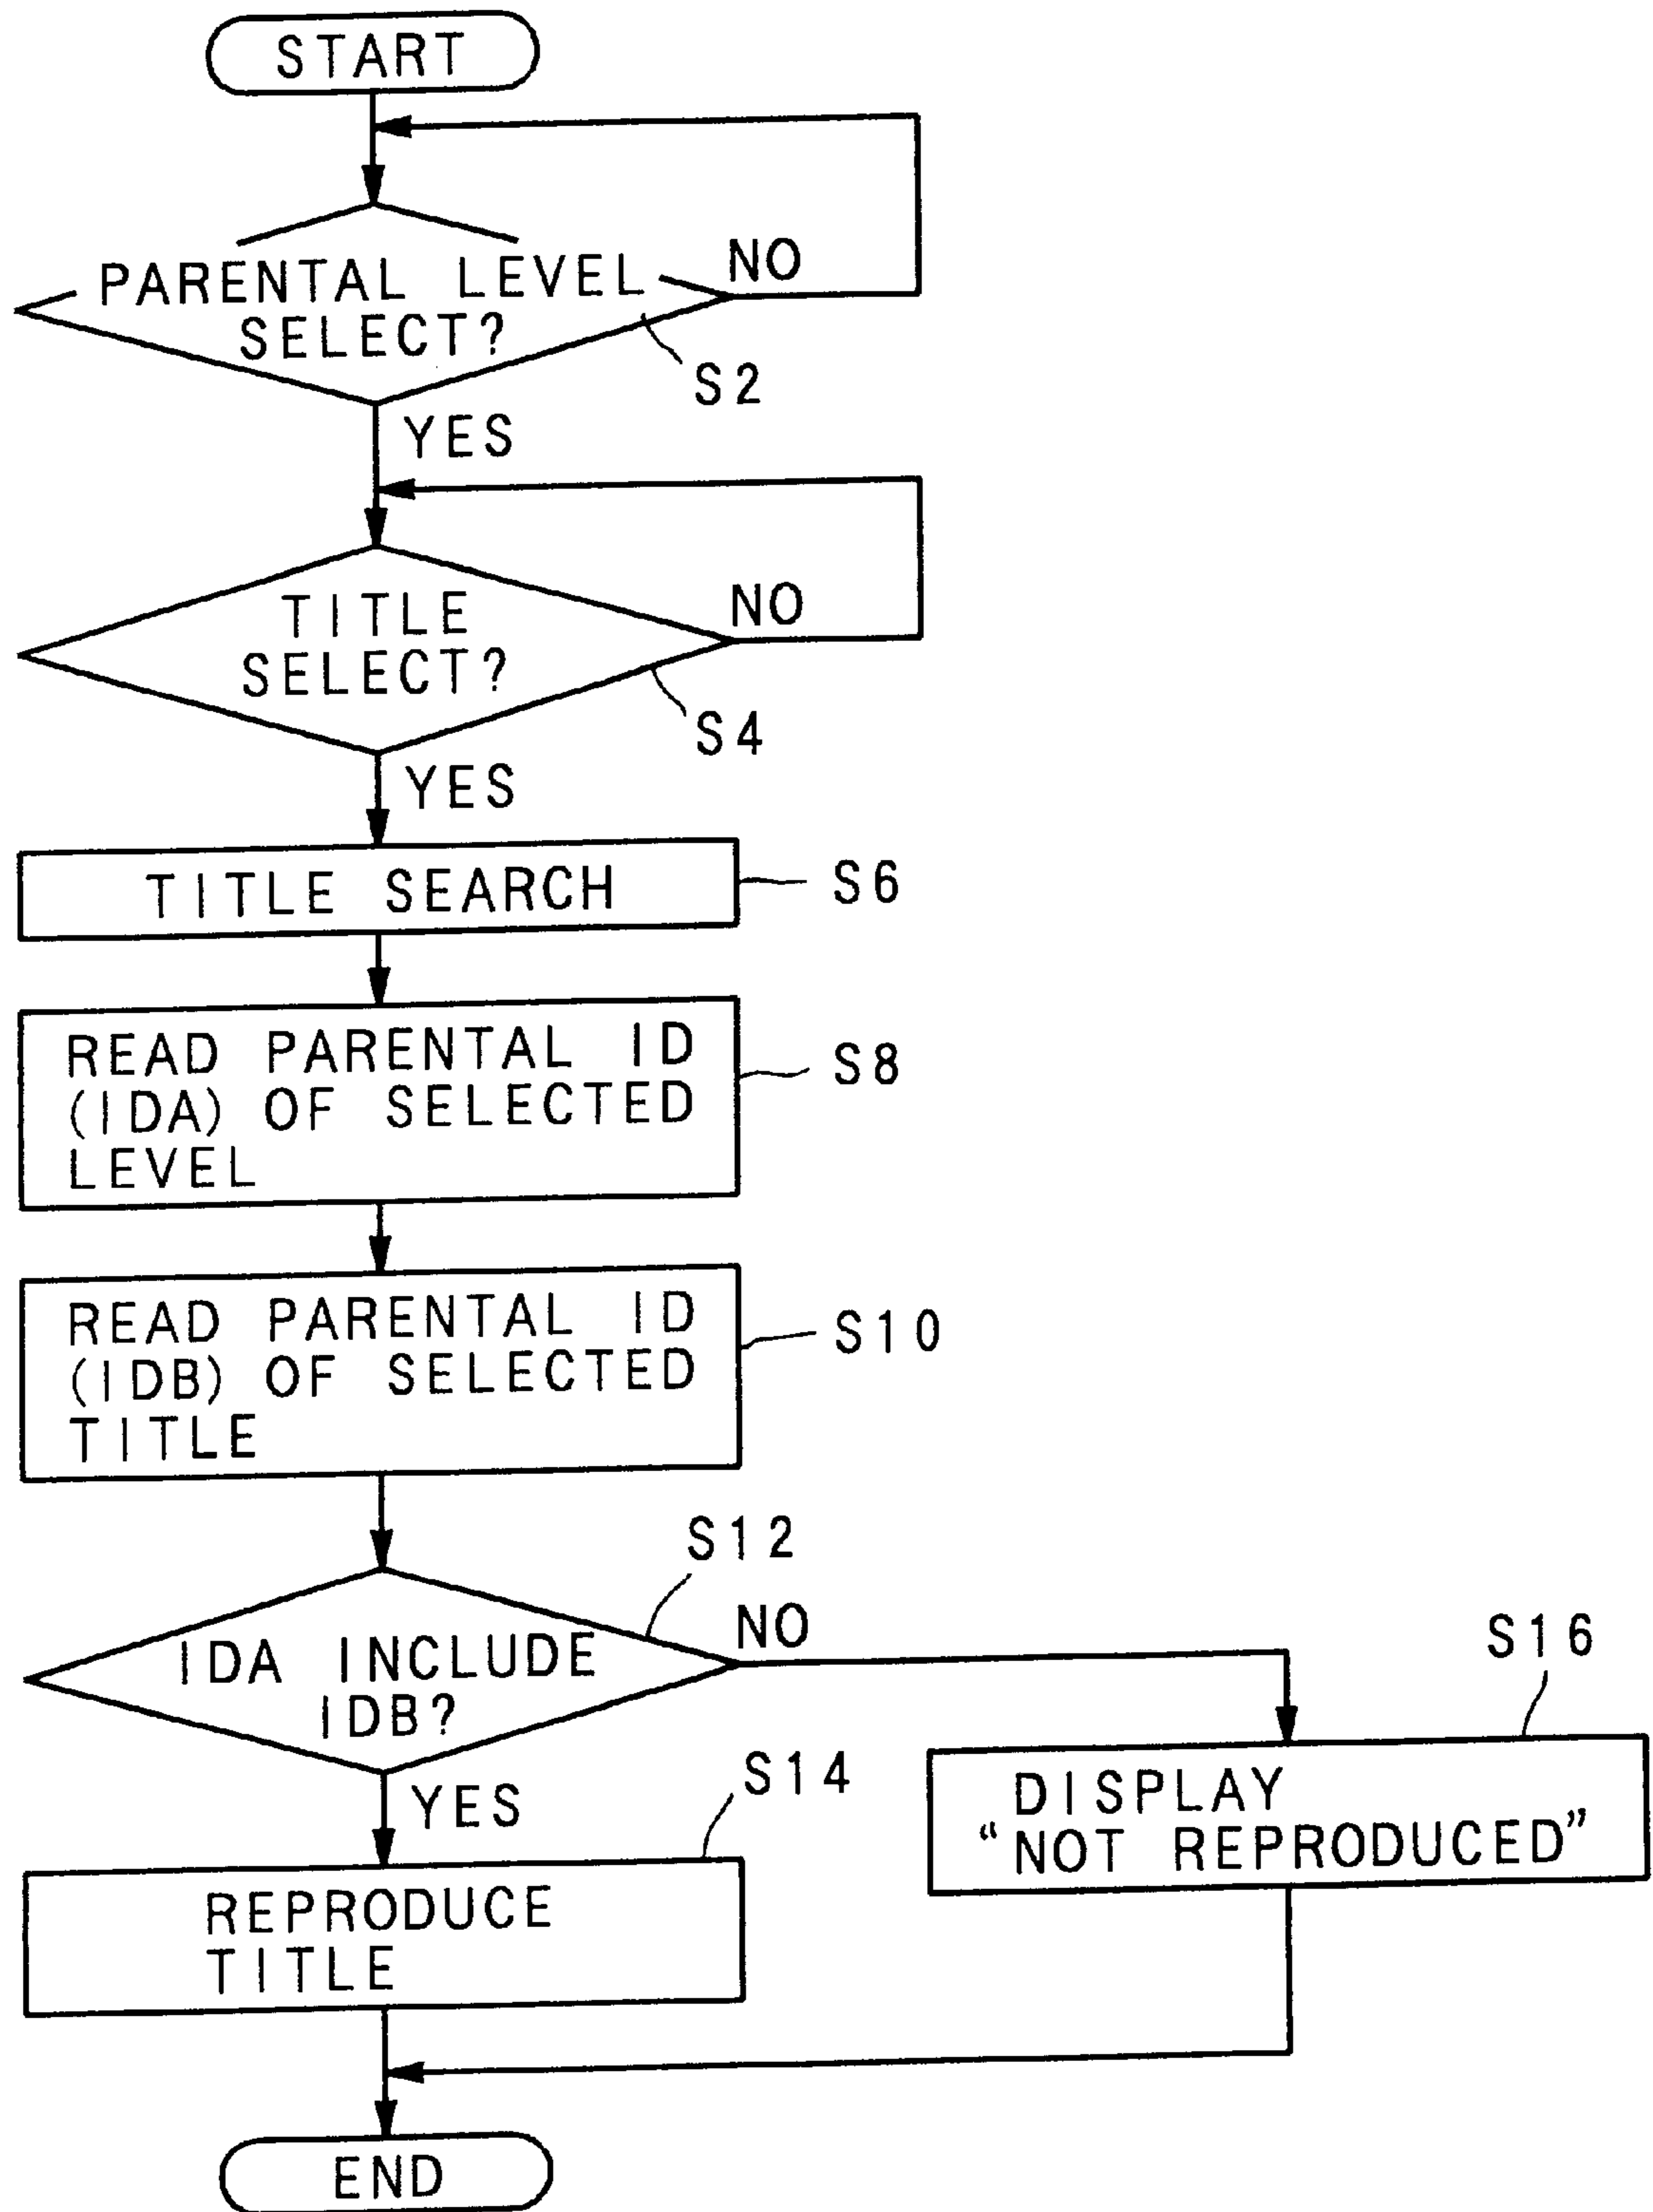 START
PARENTAL LEVEL
SELECT?
NO
S2
YES
TITLE
SELECT?
NO
S4
YES
TITLE SEARCH
S6
READ PARENTAL ID
(IDA) OF SELECTED
LEVEL
S8
READ PARENTAL ID
(IDB) OF SELECTED
TITLE
S10
S12
IDA INCLUDE
IDB?
NO
YES
S14
REPRODUCE
TITLE
S16
DISPLAY
“NOT REPRODUCED”
END